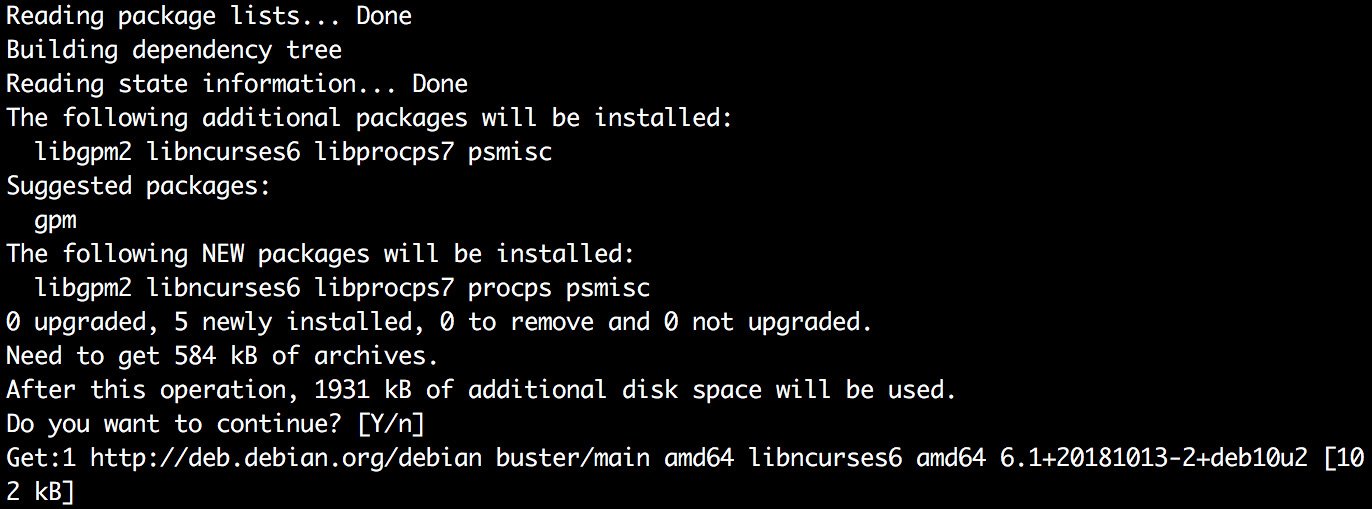 Reading package lists... Done
Building dependency tree
Reading state information... Done
The following additional packages will be installed:
  libgpm2 libncurses6 libprocps7 psmisc
Suggested packages:
  gpm
The following NEW packages will be installed:
  libgpm2 libncurses6 libprocps7 procps psmisc
0 upgraded, 5 newly installed, 0 to remove and 0 not upgraded.
Need to get 584 kB of archives.
After this operation, 1931 kB of additional disk space will be used.
Do you want to continue? [Y/n]
Get:1 http://deb.debian.org/debian buster/main amd64 libncurses6 amd64 6.1+20181013-2+deb10u2 [10
2 kB]